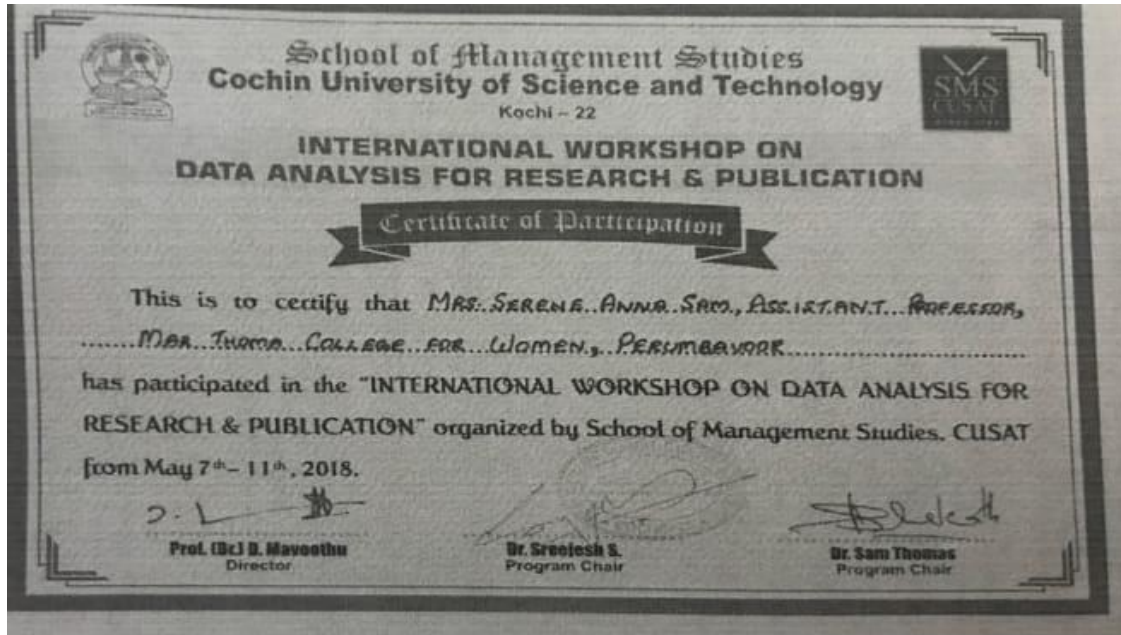 School of Management Studies
Cochin University of Science and Technology
Kochi – 22
SMS
CUSAT
INTERNATIONAL WORKSHOP ON
DATA ANALYSIS FOR RESEARCH & PUBLICATION
Certificate of Participation
This is to certify that MRS. SERENE ANNA SAM, ASSISTANT PROFESSOR,
MAR THOMA COLLEGE FOR WOMEN, PERUMBAVOOR
has participated in the "INTERNATIONAL WORKSHOP ON DATA ANALYSIS FOR
RESEARCH & PUBLICATION" organized by School of Management Studies, CUSAT
from May 7th – 11th, 2018.
Prof. (Dr.) D. Mavoothu
Director
Dr. Sreejesh S.
Program Chair
Dr. Sam Thomas
Program Chair